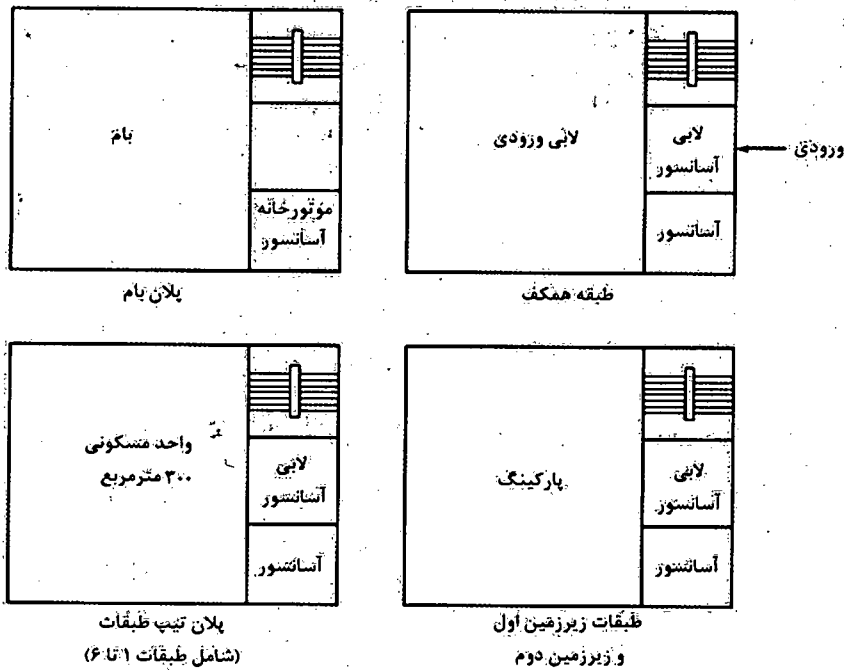 بام
موتورخانه
آسانسور
پلان بام
لابی ورودی
لابی
آسانسور
آسانسور
ورودی
طبقه همکف
واحد مسکونی
۳۰۰ مترمربع
لابی
آسانسور
آسانسور
پلان تیپ طبقات
(شامل طبقات ۱ تا ۶)
پارکینگ
لابی
آسانسور
آسانسور
طبقات زیرزمین اول
و زیرزمین دوم